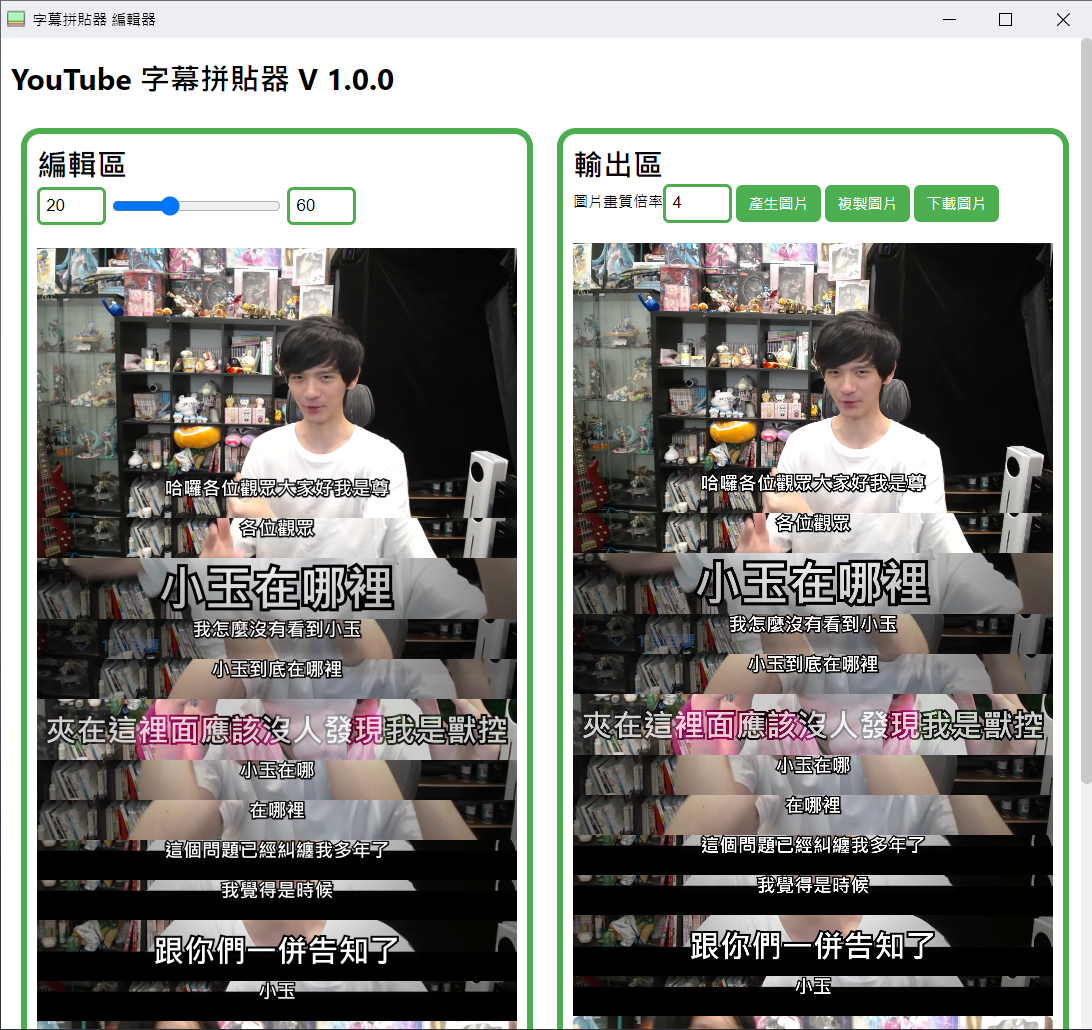 字幕拼貼器 編輯器
YouTube 字幕拼貼器 V 1.0.0
編輯區
20
60
哈囉各位觀眾大家好我是尊
各位觀眾
小玉在哪裡
我怎麼沒有看到小玉
小玉到底在哪裡
夾在這裡面應該沒人發現我是獸控
小玉在哪
在哪裡
這個問題已經糾纏我多年了
我覺得是時候
跟你們一併告知了
小玉
輸出區
圖片畫質倍率
4
產生圖片
複製圖片
下載圖片
哈囉各位觀眾大家好我是尊
各位觀眾
小玉在哪裡
我怎麼沒有看到小玉
小玉到底在哪裡
夾在這裡面應該沒人發現我是獸控
小玉在哪
在哪裡
這個問題已經糾纏我多年了
我覺得是時候
跟你們一併告知了
小玉